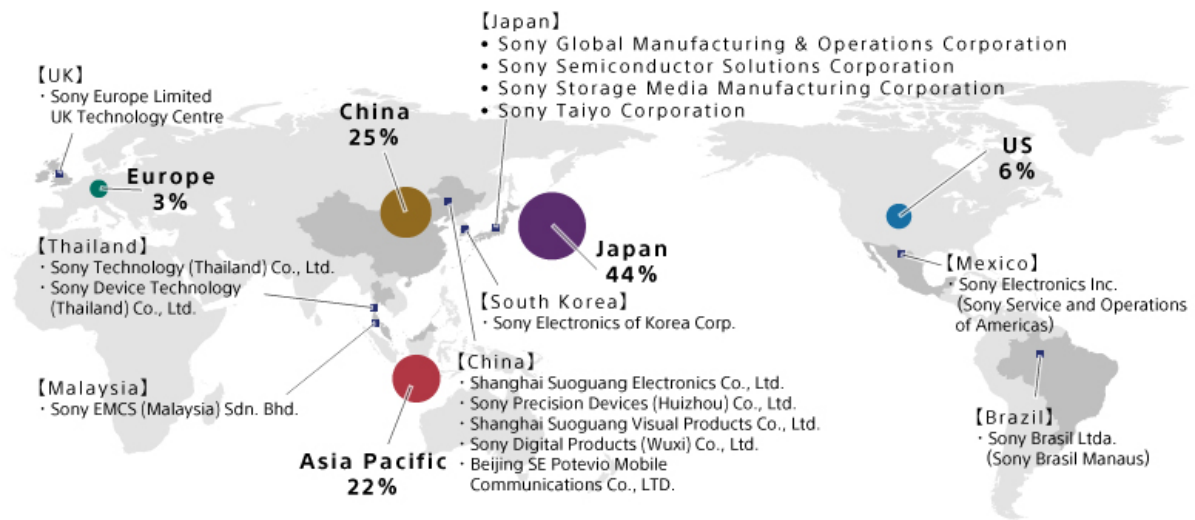 【Japan】
• Sony Global Manufacturing & Operations Corporation
• Sony Semiconductor Solutions Corporation
• Sony Storage Media Manufacturing Corporation
• Sony Taiyo Corporation
【UK】
・Sony Europe Limited
UK Technology Centre
China
25%
US
6%
Europe
3%
Japan
44%
【Thailand】
・Sony Technology (Thailand) Co., Ltd.
・Sony Device Technology
(Thailand) Co., Ltd.
【Mexico】
・Sony Electronics Inc.
(Sony Service and Operations
of Americas)
【South Korea】
・Sony Electronics of Korea Corp.
【Malaysia】
・Sony EMCS (Malaysia) Sdn. Bhd.
【China】
・Shanghai Suoguang Electronics Co., Ltd.
・Sony Precision Devices (Huizhou) Co., Ltd.
・Shanghai Suoguang Visual Products Co., Ltd.
・Sony Digital Products (Wuxi) Co., Ltd.
・Beijing SE Potevio Mobile
Communications Co., LTD.
【Brazil】
・Sony Brasil Ltda.
(Sony Brasil Manaus)
Asia Pacific
22%